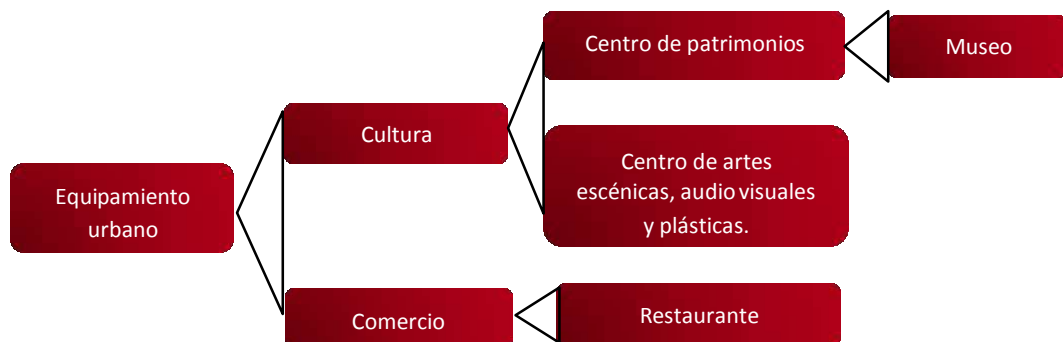 Centro de patrimonios
Museo
Cultura
Centro de artes
escénicas, audio visuales
y plásticas.
Equipamiento
urbano
Comercio
Restaurante